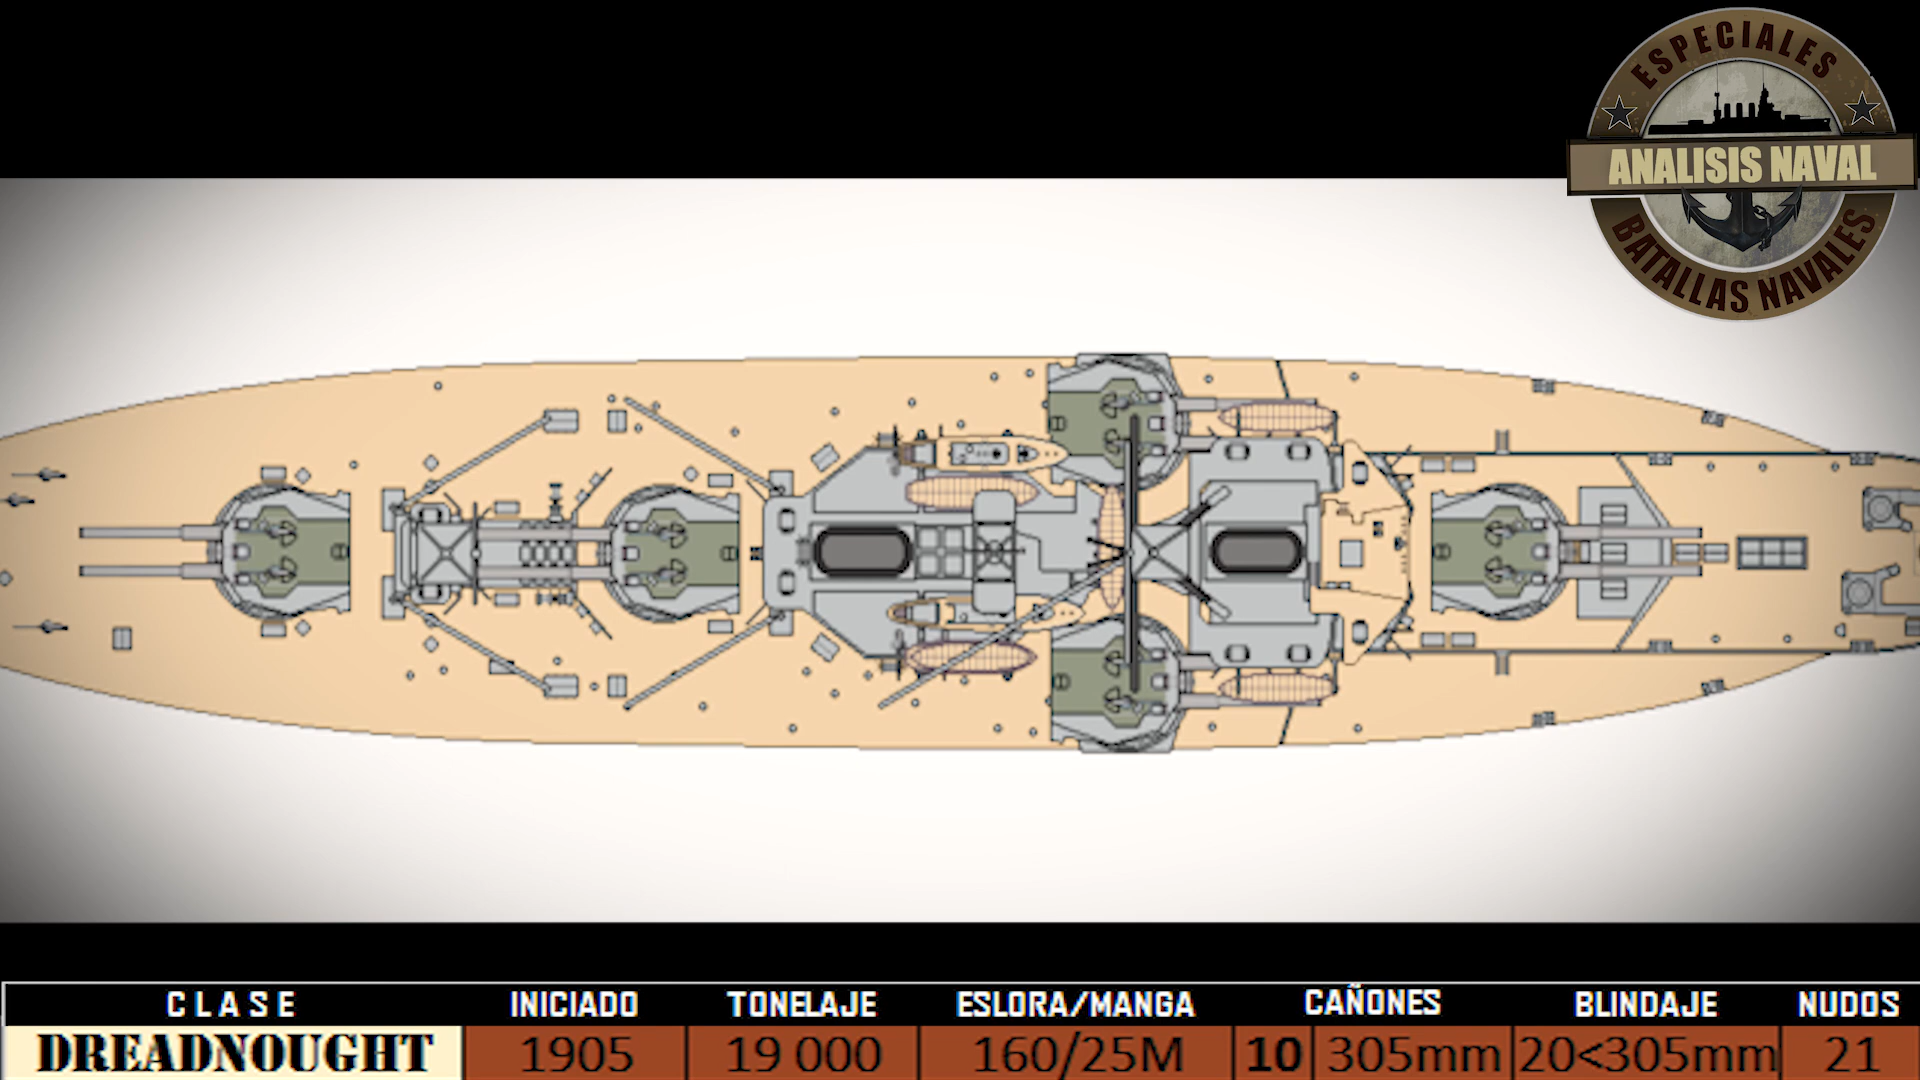 ESPECIALES
ANALISIS NAVAL
BATALLAS NAVALES
CLASE INICIADO TONELAJE ESLORA/MANGA CAÑONES BLINDAJE NUDOS
DREADNOUGHT 1905 19 000 160/25M 10 305mm 20<305mm 21